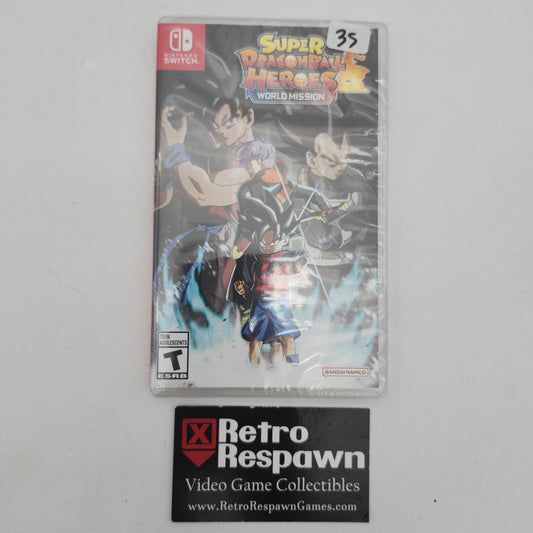 NINTENDO
SWITCH
35
SUPER
DRAGONBALL
HEROES
WORLD MISSION
TEEN
ADOLESCENTS
T
ESRB
BANDAI NAMCO
X Retro
Respawn
Video Game Collectibles
www.RetroRespawnGames.com